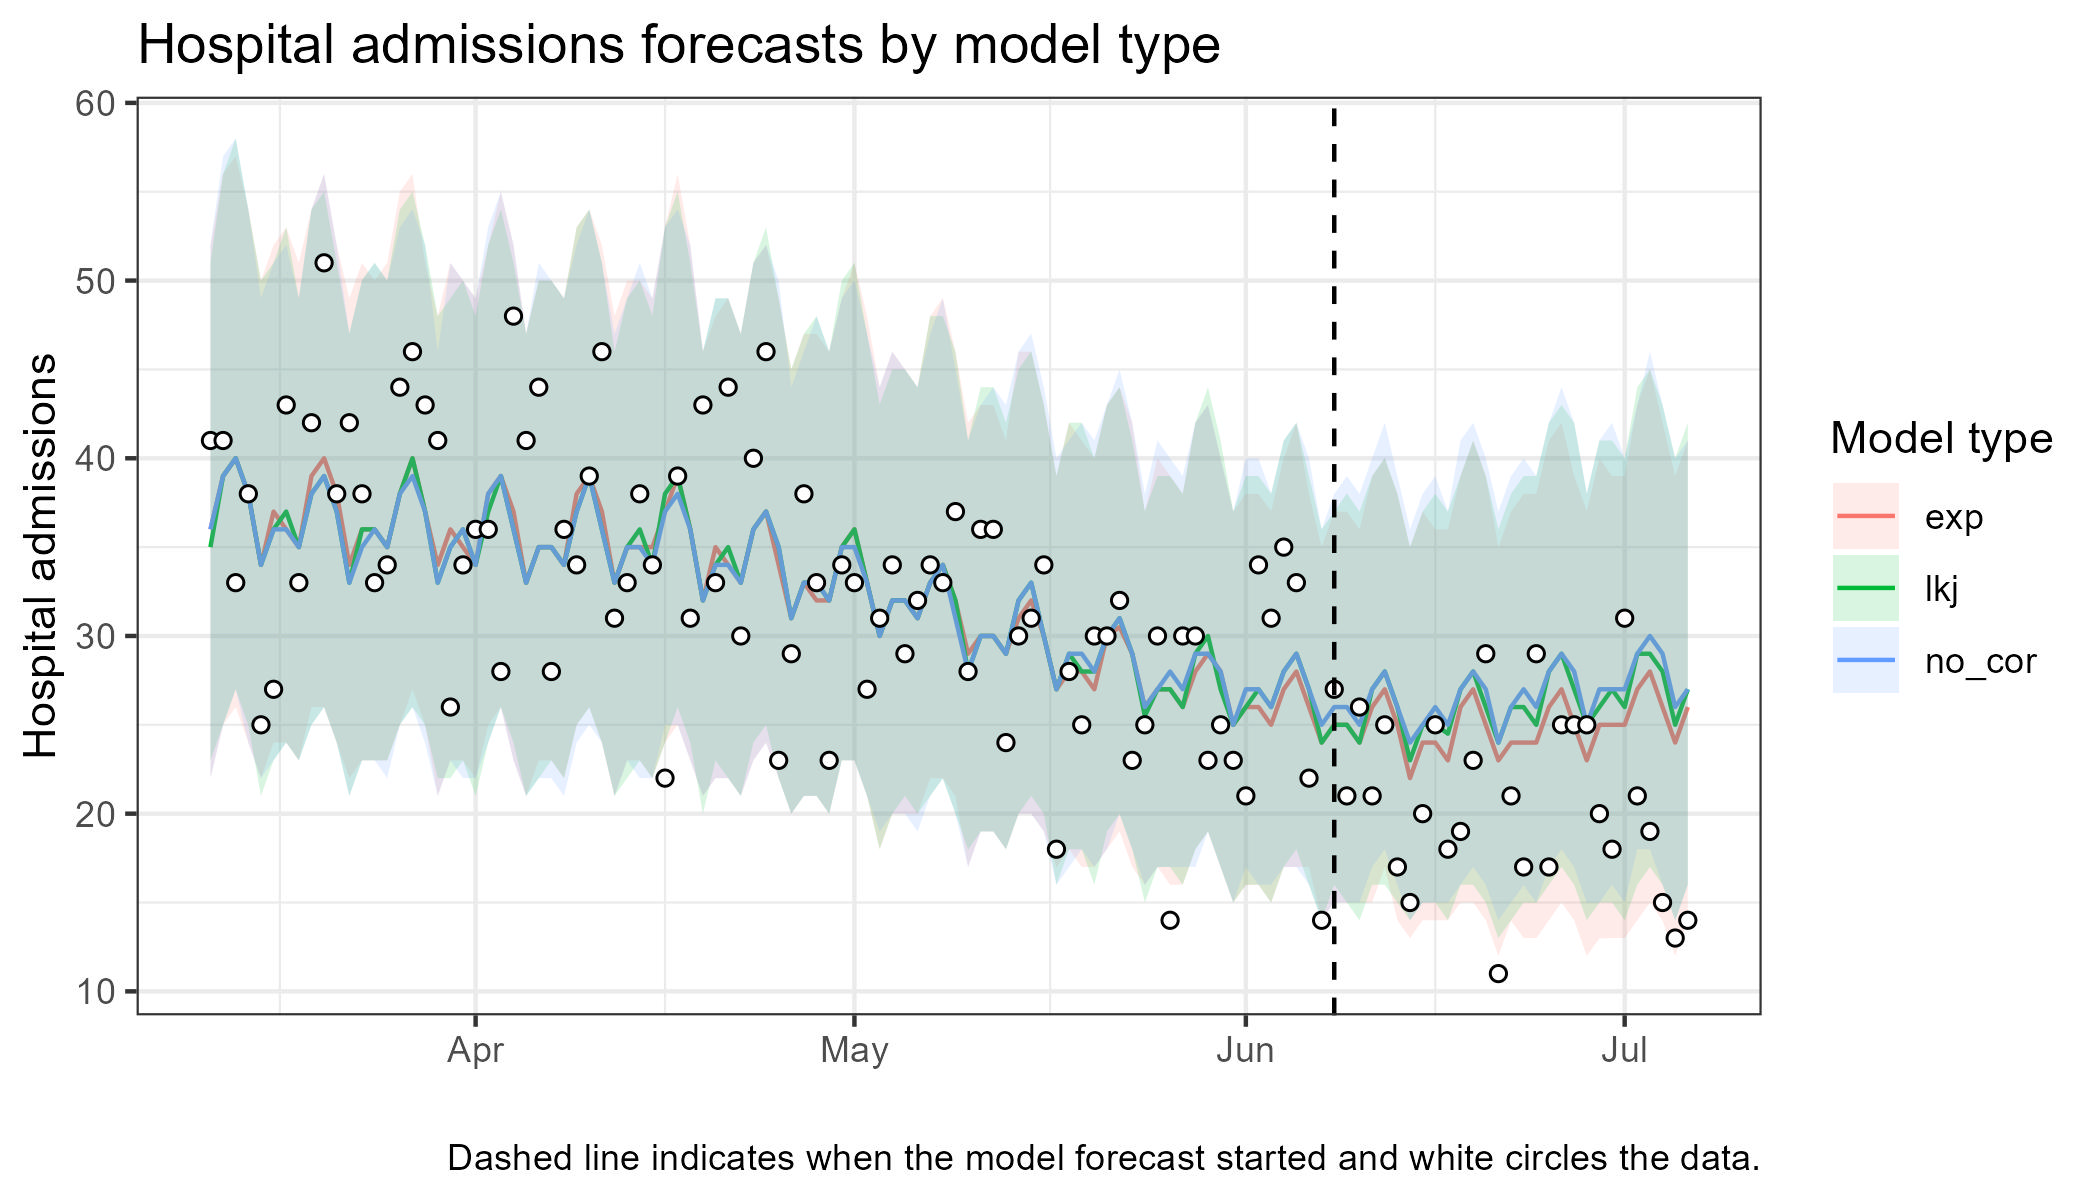 Hospital admissions forecasts by model type
Hospital admissions
60
50
40
30
20
10
Apr
May
Jun
Jul
Model type
exp
lkj
no_cor
Dashed line indicates when the model forecast started and white circles the data.